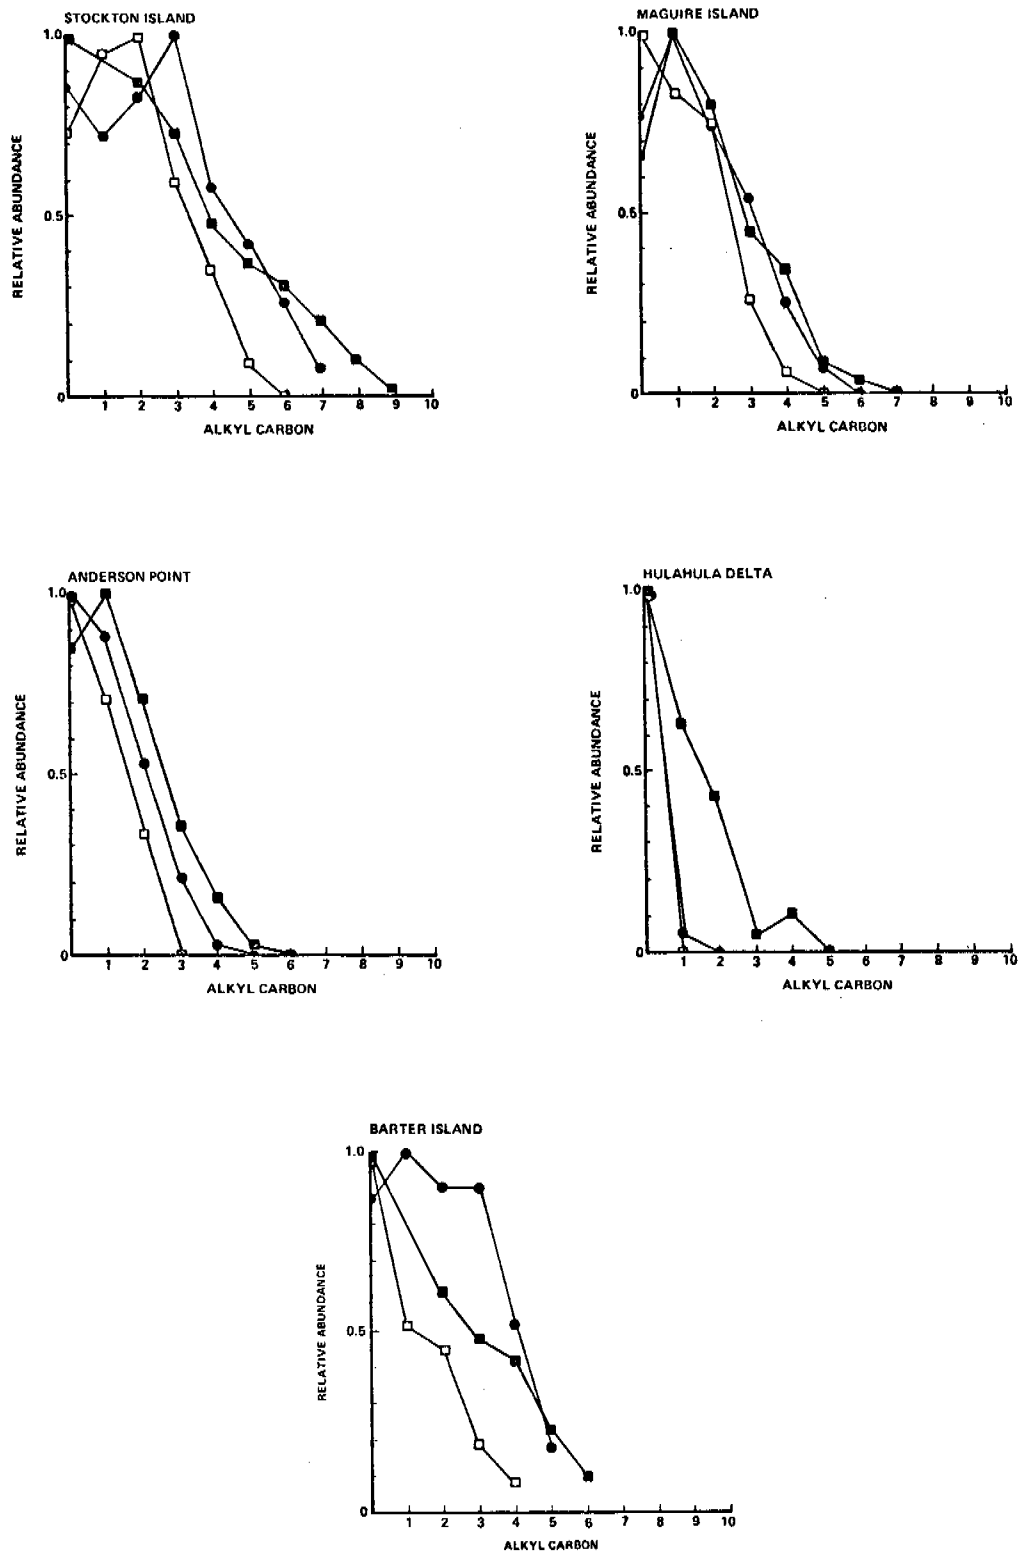 STOCKTON ISLAND
1.0
0.5
0
RELATIVE ABUNDANCE
1 2 3 4 5 6 7 8 9 10
ALKYL CARBON
MAGUIRE ISLAND
1.0
0.5
0
RELATIVE ABUNDANCE
1 2 3 4 5 6 7 8 9 10
ALKYL CARBON
ANDERSON POINT
1.0
0.5
0
RELATIVE ABUNDANCE
1 2 3 4 5 6 7 8 9 10
ALKYL CARBON
HULAHULA DELTA
1.0
0.5
0
RELATIVE ABUNDANCE
1 2 3 4 5 6 7 8 9 10
ALKYL CARBON
BARTER ISLAND
1.0
0.5
0
RELATIVE ABUNDANCE
1 2 3 4 5 6 7 8 9 10
ALKYL CARBON